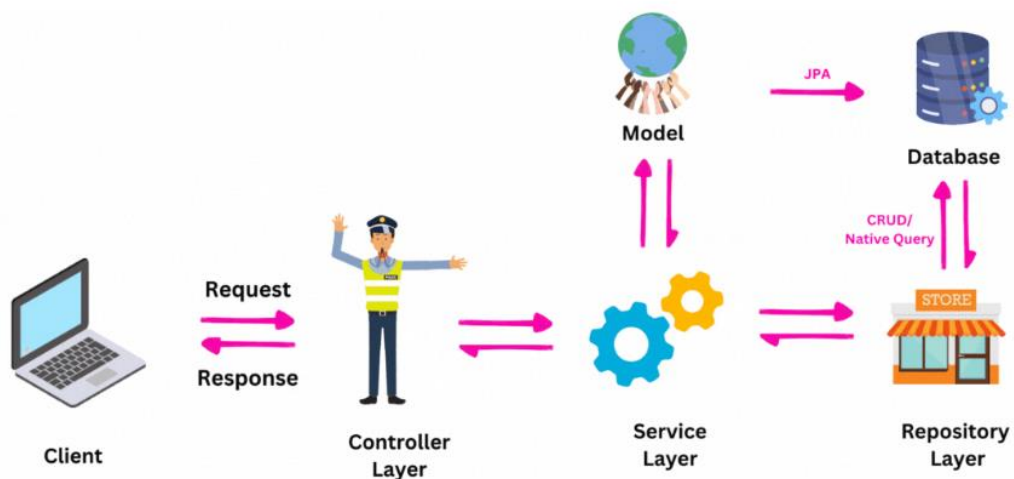 JPA
Model
Database
CRUD/
Native Query
STORE
Request
Response
Client
Controller
Layer
Service
Layer
Repository
Layer